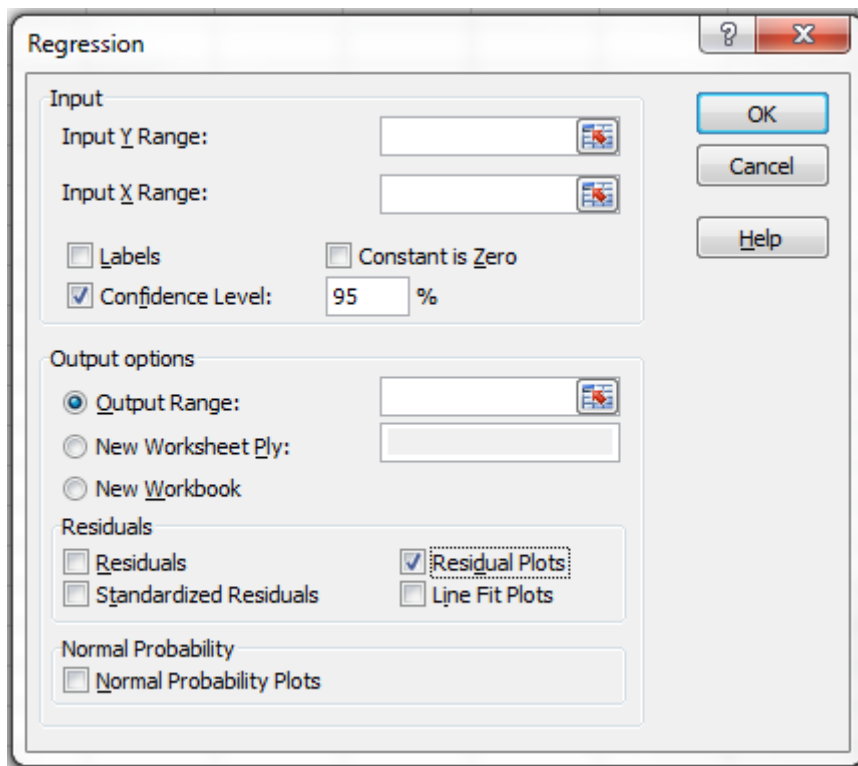 Regression
Input
Input Y Range:
Input X Range:
Labels
Constant is Zero
Confidence Level:
95
%
OK
Cancel
Help
Output options
Output Range:
New Worksheet Ply:
New Workbook
Residuals
Residuals
Residual Plots
Standardized Residuals
Line Fit Plots
Normal Probability
Normal Probability Plots